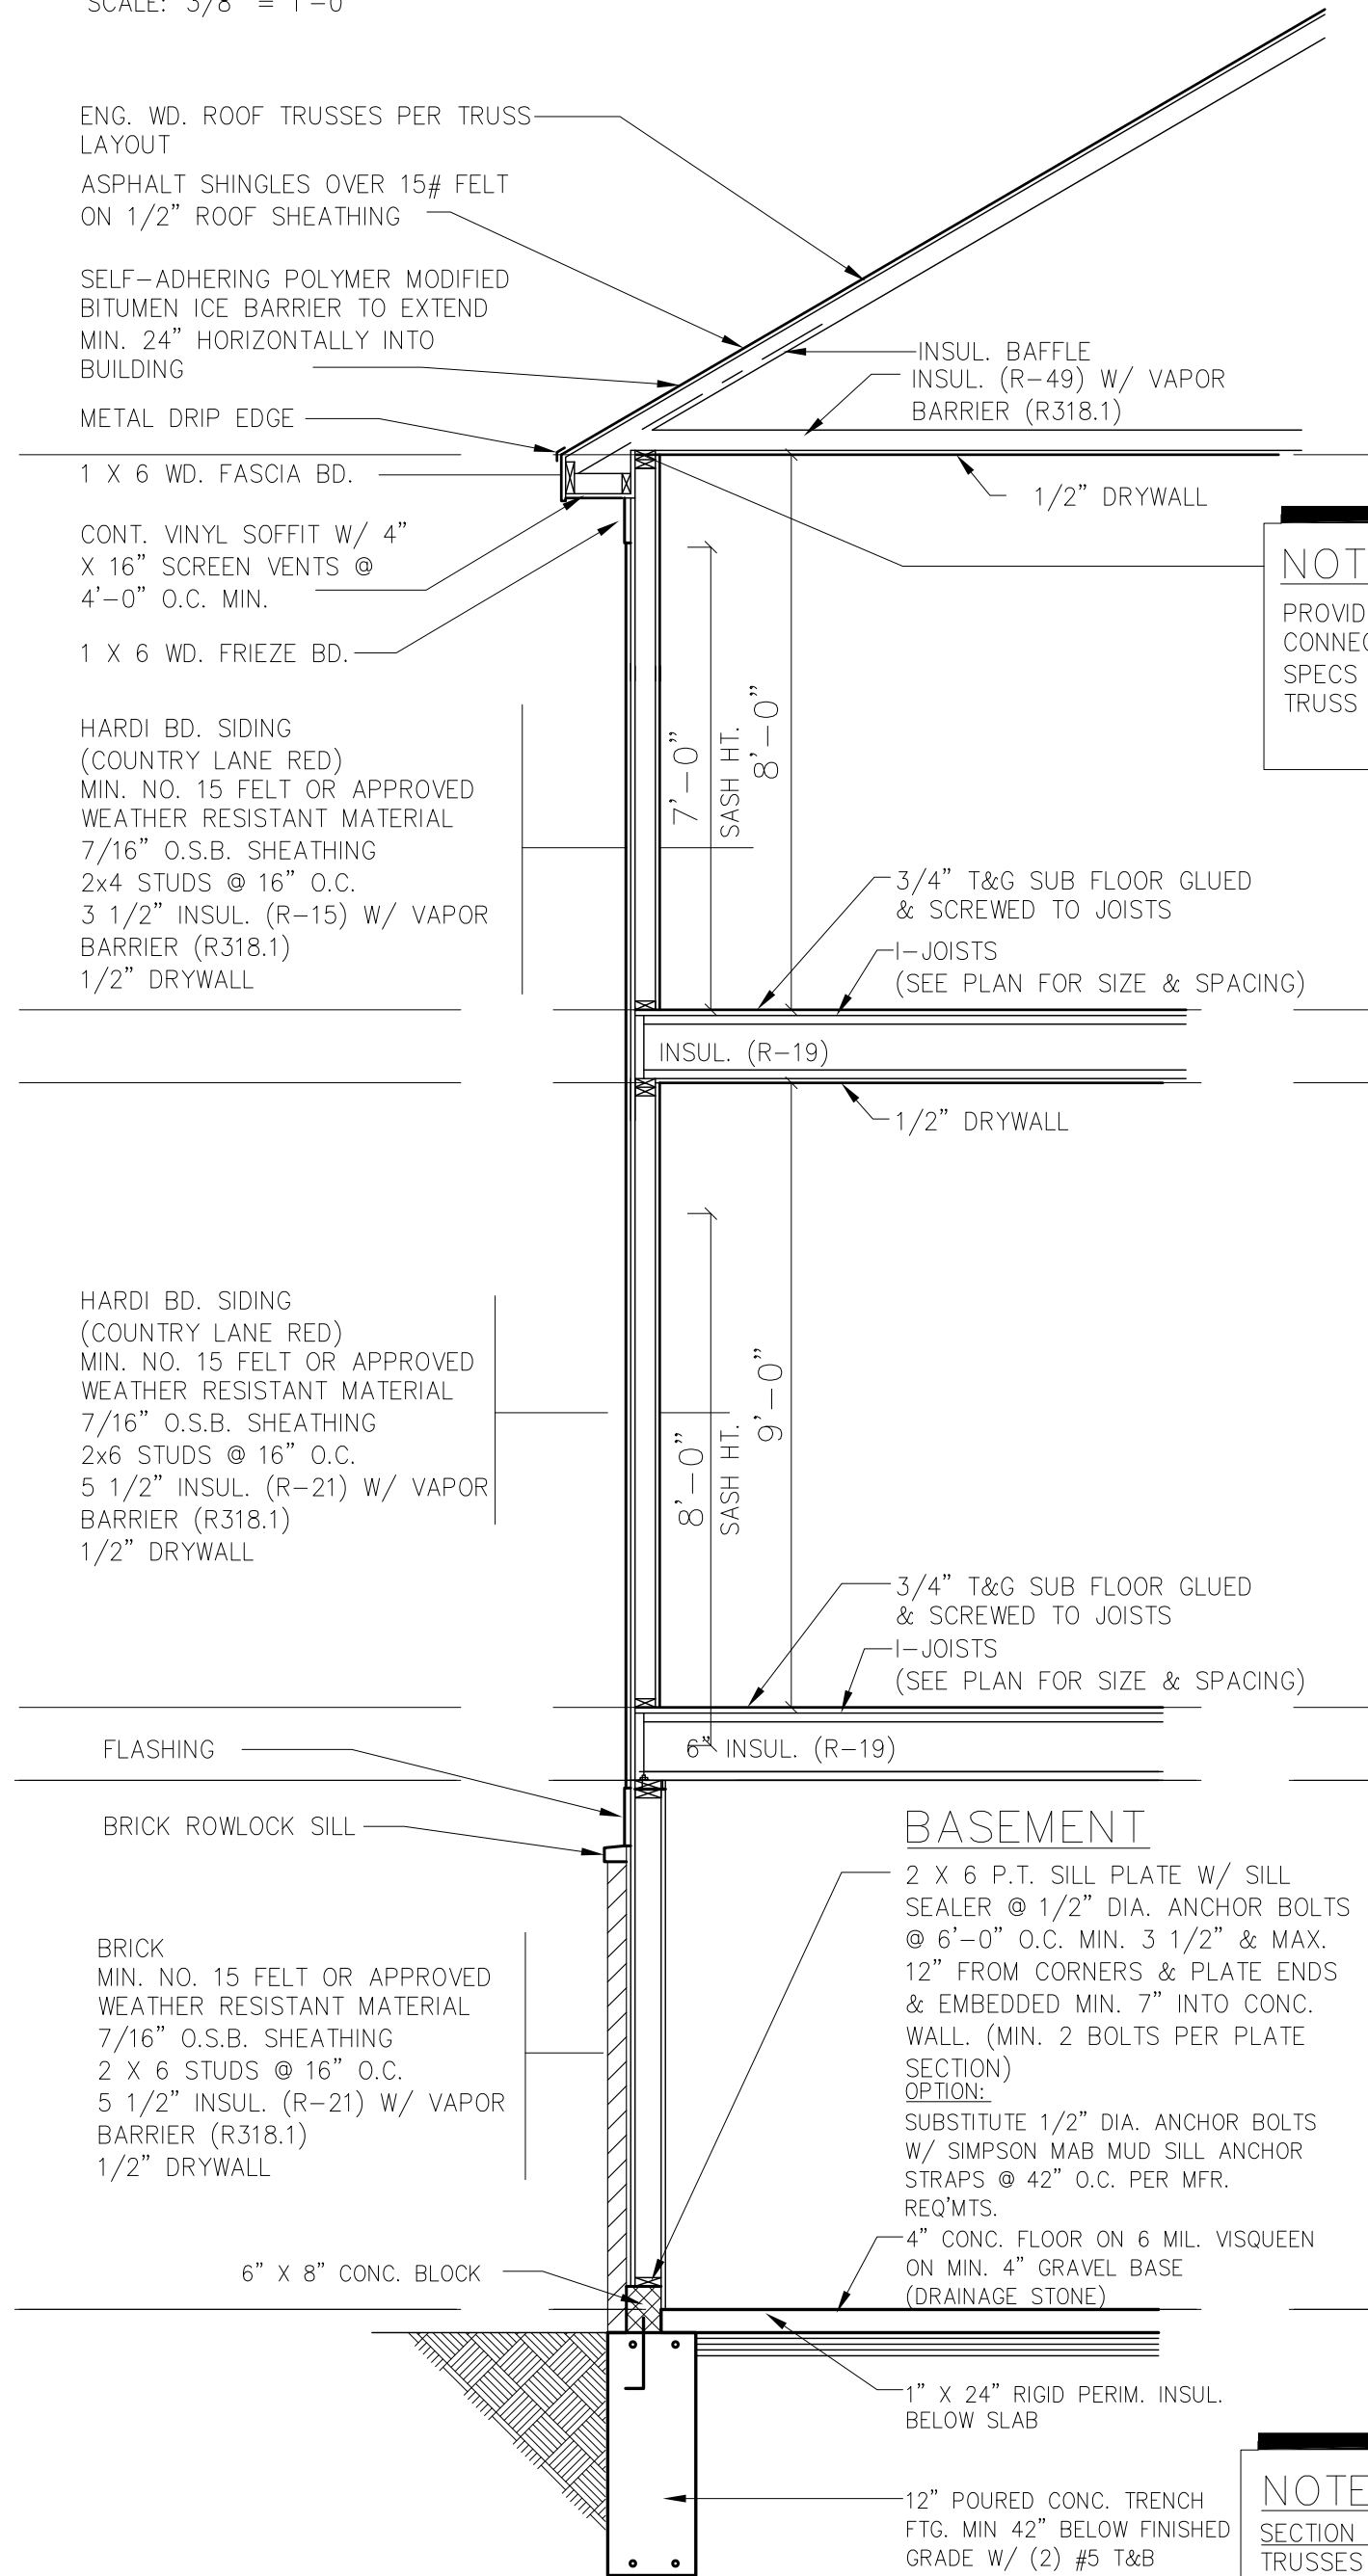 SCALE: 3/8" = 1'-0"
ENG. WD. ROOF TRUSSES PER TRUSS
LAYOUT
ASPHALT SHINGLES OVER 15# FELT
ON 1/2" ROOF SHEATHING
SELF-ADHERING POLYMER MODIFIED
BITUMEN ICE BARRIER TO EXTEND
MIN. 24" HORIZONTALLY INTO
BUILDING
METAL DRIP EDGE
1 X 6 WD. FASCIA BD.
CONT. VINYL SOFFIT W/ 4"
X 16" SCREEN VENTS @
4'-0" O.C. MIN.
1 X 6 WD. FRIEZE BD.
INSUL. BAFFLE
INSUL. (R-49) W/ VAPOR
BARRIER (R318.1)
1/2" DRYWALL
NOT
PROVID
CONNEC
SPECS
TRUSS
HARDI BD. SIDING
(COUNTRY LANE RED)
MIN. NO. 15 FELT OR APPROVED
WEATHER RESISTANT MATERIAL
7/16" O.S.B. SHEATHING
2x4 STUDS @ 16" O.C.
3 1/2" INSUL. (R-15) W/ VAPOR
BARRIER (R318.1)
1/2" DRYWALL
7'-0"
SASH HT.
8'-0"
3/4" T&G SUB FLOOR GLUED
& SCREWED TO JOISTS
I-JOISTS
(SEE PLAN FOR SIZE & SPACING)
INSUL. (R-19)
1/2" DRYWALL
HARDI BD. SIDING
(COUNTRY LANE RED)
MIN. NO. 15 FELT OR APPROVED
WEATHER RESISTANT MATERIAL
7/16" O.S.B. SHEATHING
2x6 STUDS @ 16" O.C.
5 1/2" INSUL. (R-21) W/ VAPOR
BARRIER (R318.1)
1/2" DRYWALL
8'-0"
SASH HT.
9'-0"
3/4" T&G SUB FLOOR GLUED
& SCREWED TO JOISTS
I-JOISTS
(SEE PLAN FOR SIZE & SPACING)
6" INSUL. (R-19)
FLASHING
BRICK ROWLOCK SILL
BRICK
MIN. NO. 15 FELT OR APPROVED
WEATHER RESISTANT MATERIAL
7/16" O.S.B. SHEATHING
2 X 6 STUDS @ 16" O.C.
5 1/2" INSUL. (R-21) W/ VAPOR
BARRIER (R318.1)
1/2" DRYWALL
6" X 8" CONC. BLOCK
BASEMENT
2 X 6 P.T. SILL PLATE W/ SILL
SEALER @ 1/2" DIA. ANCHOR BOLTS
@ 6'-0" O.C. MIN. 3 1/2" & MAX.
12" FROM CORNERS & PLATE ENDS
& EMBEDDED MIN. 7" INTO CONC.
WALL. (MIN. 2 BOLTS PER PLATE
SECTION)
OPTION:
SUBSTITUTE 1/2" DIA. ANCHOR BOLTS
W/ SIMPSON MAB MUD SILL ANCHOR
STRAPS @ 42" O.C. PER MFR.
REQ'MTS.
4" CONC. FLOOR ON 6 MIL. VISQUEEN
ON MIN. 4" GRAVEL BASE
(DRAINAGE STONE)
1" X 24" RIGID PERIM. INSUL.
BELOW SLAB
12" POURED CONC. TRENCH
FTG. MIN 42" BELOW FINISHED
GRADE W/ (2) #5 T&B
NOTE
SECTION
TRUSSES